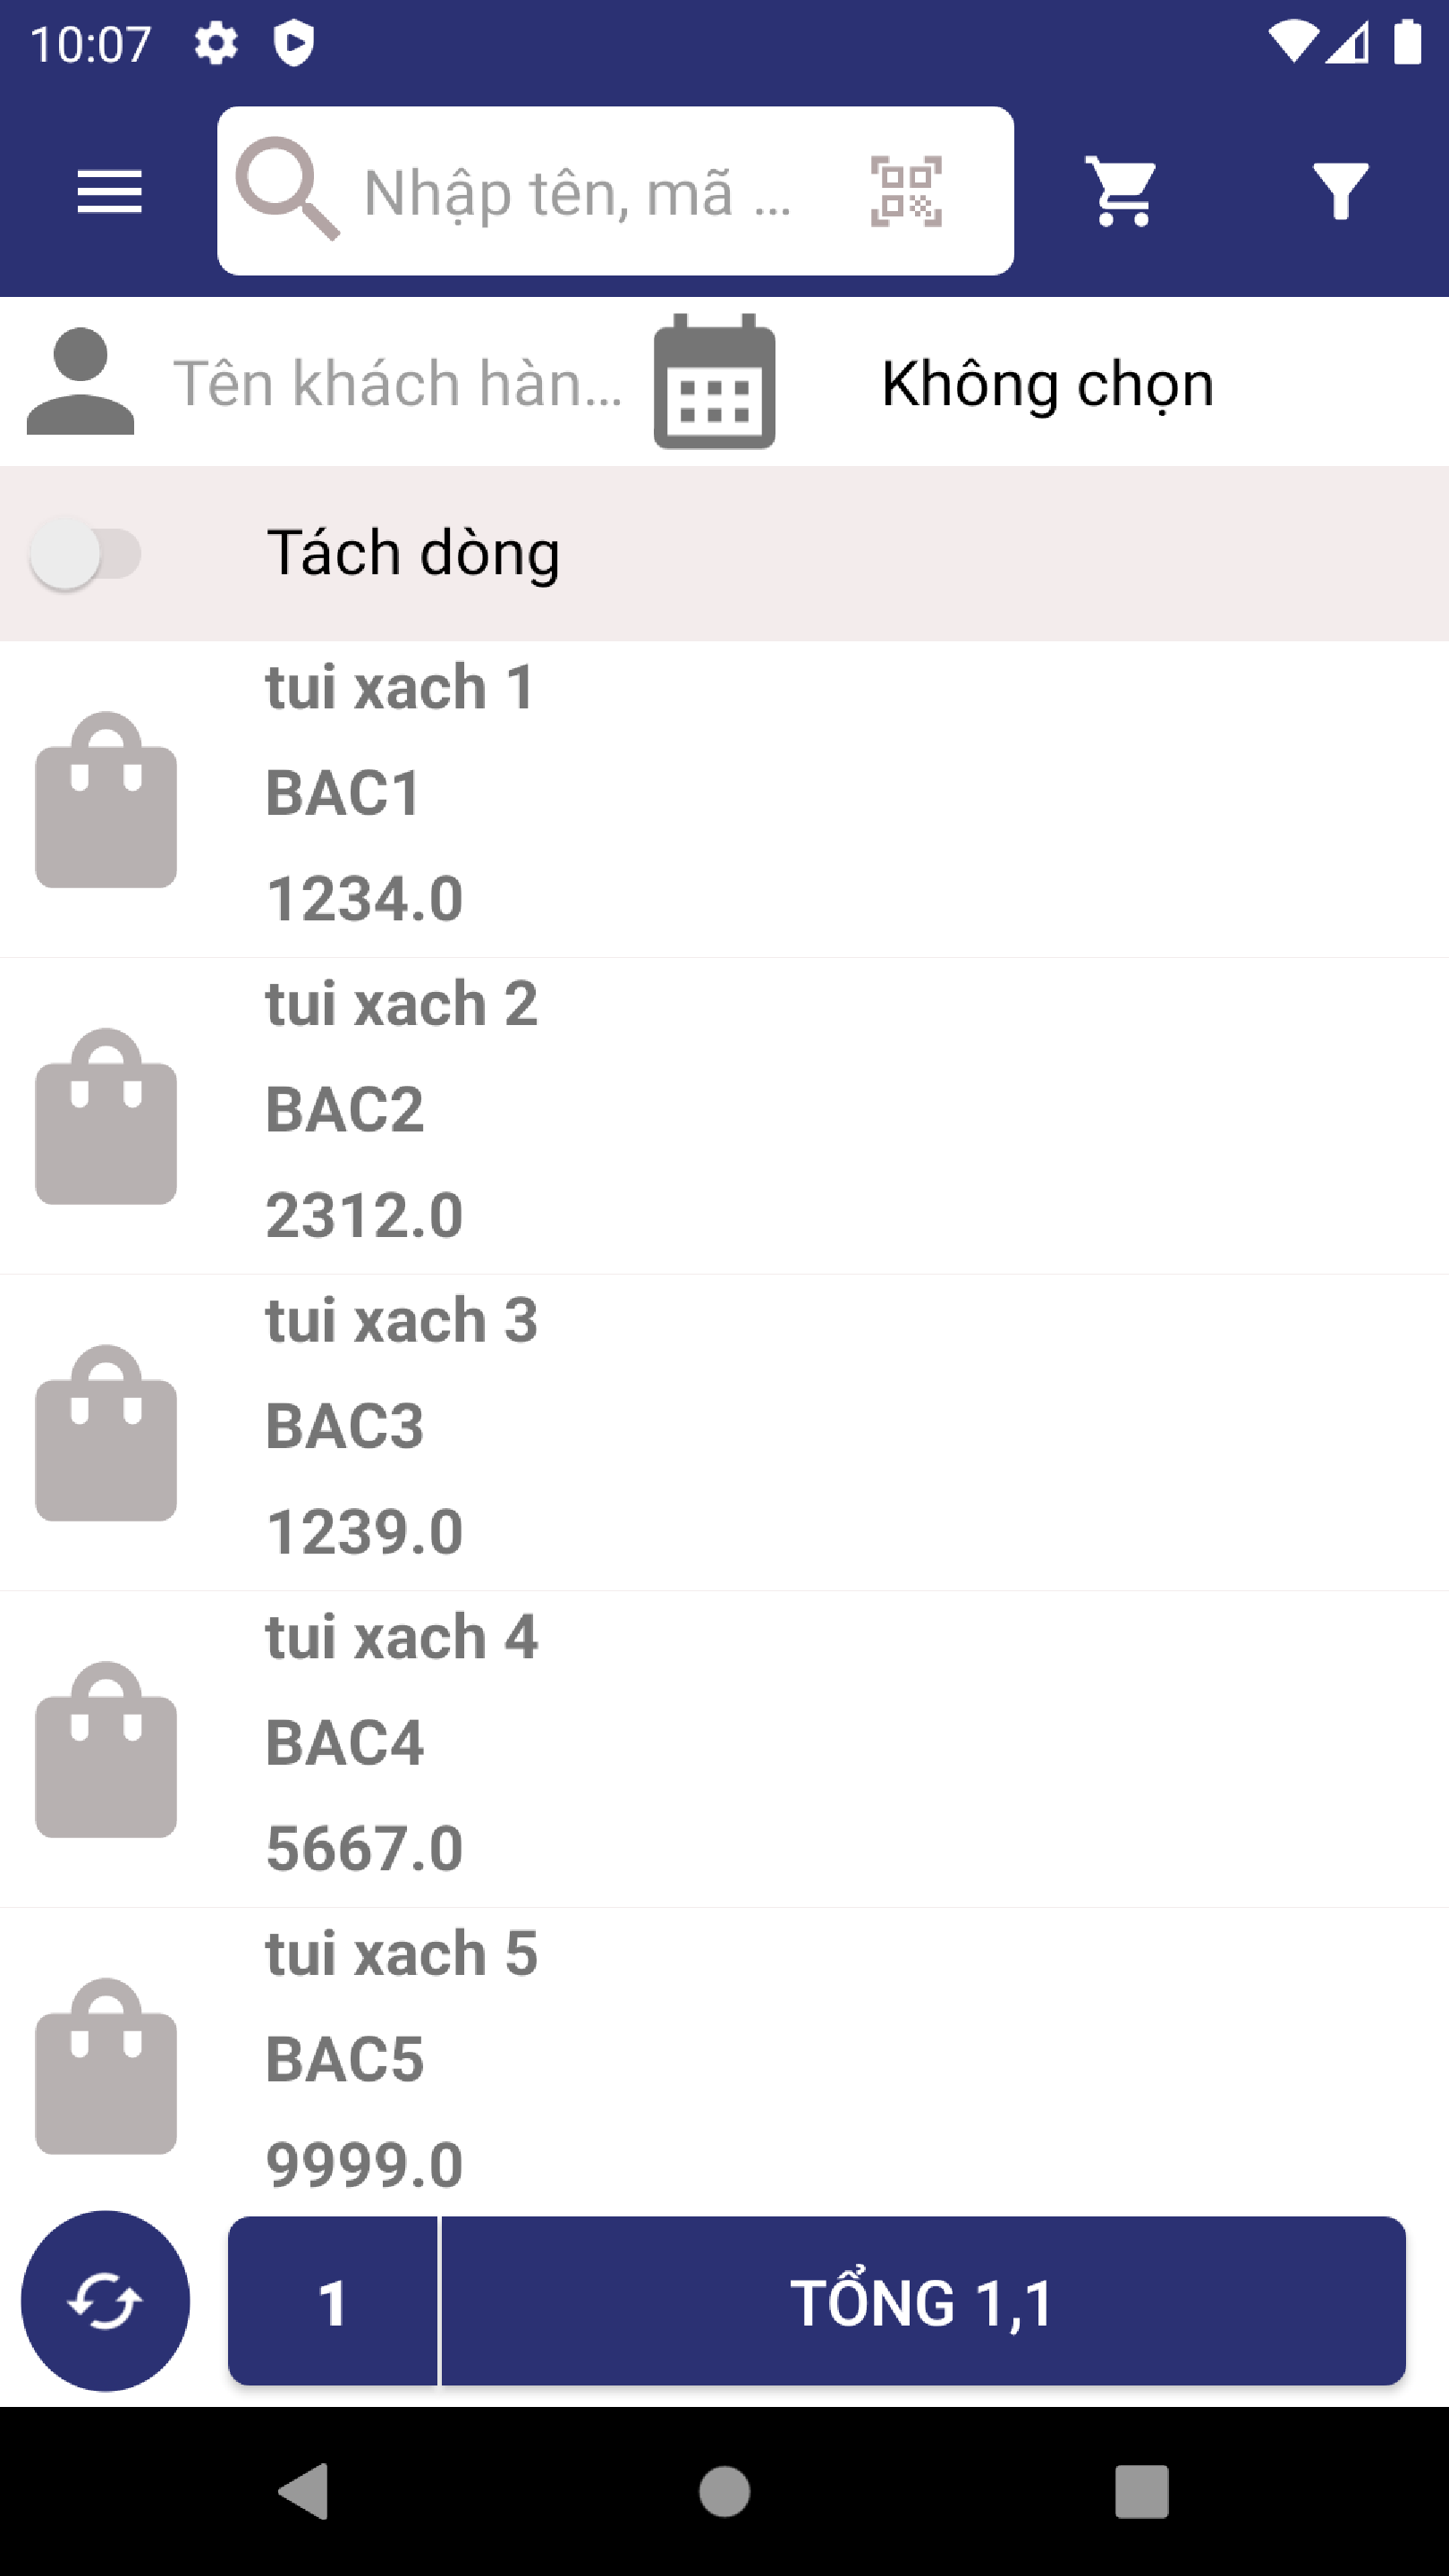 10:07
Nhập tên, mã ...
Tên khách hàn...
Không chọn
Tách dòng
tui xach 1
BAC1
1234.0
tui xach 2
BAC2
2312.0
tui xach 3
BAC3
1239.0
tui xach 4
BAC4
5667.0
tui xach 5
BAC5
9999.0
1
TỔNG 1,1